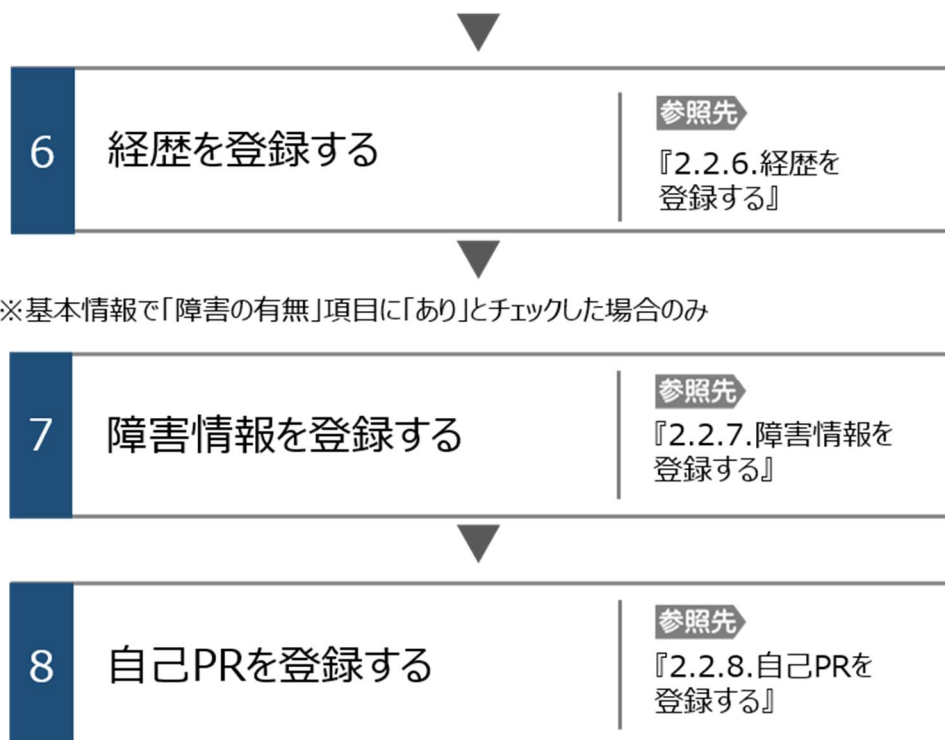 6
経歴を登録する
参照先
『2.2.6.経歴を
登録する』
※基本情報で「障害の有無」項目に「あり」とチェックした場合のみ
7
障害情報を登録する
参照先
『2.2.7.障害情報を
登録する』
8
自己PRを登録する
参照先
『2.2.8.自己PRを
登録する』